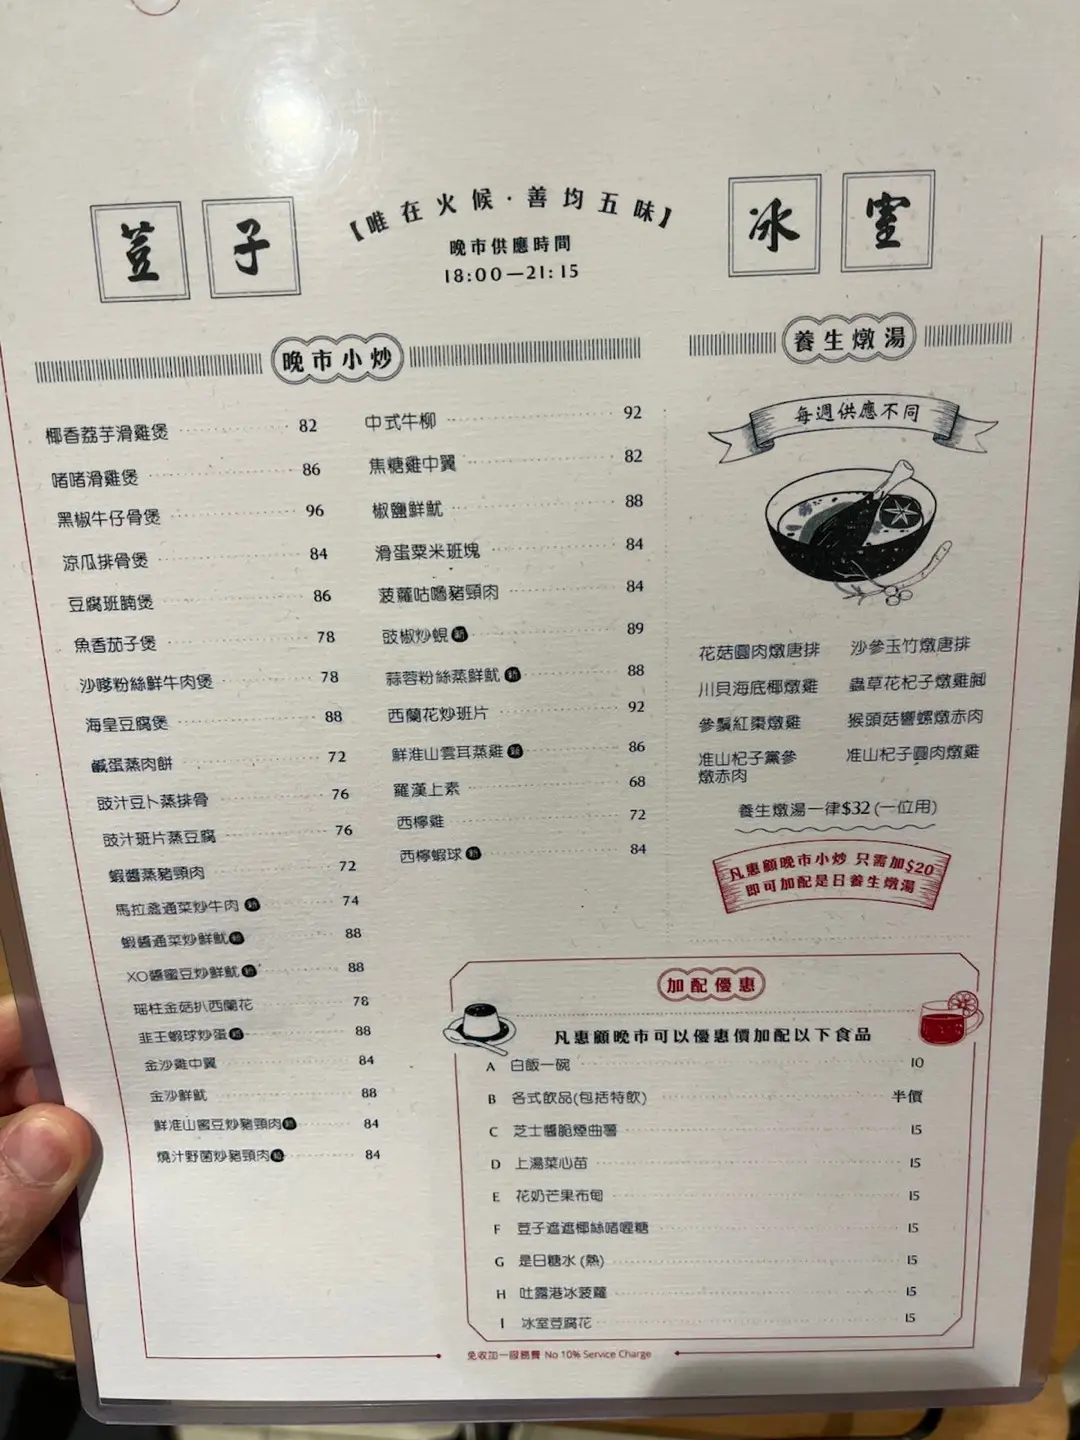 荳子
【唯在火候·善均五味】
晚市供應時間
18:00—21:15
冰室
晚市小炒
椰香荔芋滑雞煲 82
啫啫滑雞煲 86
黑椒牛仔骨煲 96
涼瓜排骨煲 84
豆腐班腩煲 86
魚香茄子煲 78
沙嗲粉絲鮮牛肉煲 78
海皇豆腐煲 88
鹹蛋蒸肉餅 72
豉汁豆卜蒸排骨 76
豉汁班片蒸豆腐 76
蝦醬蒸豬頸肉 72
馬拉盞通菜炒牛肉 74
蝦醬通菜炒鮮魷 88
XO醬蜜豆炒鮮魷 88
瑶柱金菇扒西蘭花 78
韭王蝦球炒蛋 88
金沙雞中翼 84
金沙鮮魷 88
鮮准山蜜豆炒豬頸肉 84
燒汁野菌炒豬頸肉 84
中式牛柳 92
焦糖雞中翼 82
椒鹽鮮魷 88
滑蛋粟米班塊 84
菠蘿咕嚕豬頸肉 84
豉椒炒蜆 89
蒜蓉粉絲蒸鮮魷 88
西蘭花炒班片 92
鮮淮山雲耳蒸雞 86
羅漢上素 68
西檸雞 72
西檸蝦球 84
養生燉湯
每週供應不同
花菇圓肉燉唐排 沙參玉竹燉唐排
川貝海底椰燉雞 蟲草花杞子燉雞腳
參鬚紅棗燉雞 猴頭菇響螺燉赤肉
准山杞子黨參 准山杞子圓肉燉雞
燉赤肉
養生燉湯一律$32(一位用)
凡惠顧晚市小炒 只需加$20
即可加配是日養生燉湯
加配優惠
凡惠顧晚市可以優惠價加配以下食品
A 白飯一碗 10
B 各式飲品(包括特飲) 半價
C 芝士醬脆煙曲薯 15
D 上湯菜心苗 15
E 花奶芒果布甸 15
F 荳子遮遮椰絲啫喱糖 15
G 是日糖水(熱) 15
H 吐露港冰菠蘿 15
I 冰室荳腐花 15
免收加一服務費 No 10% Service Charge